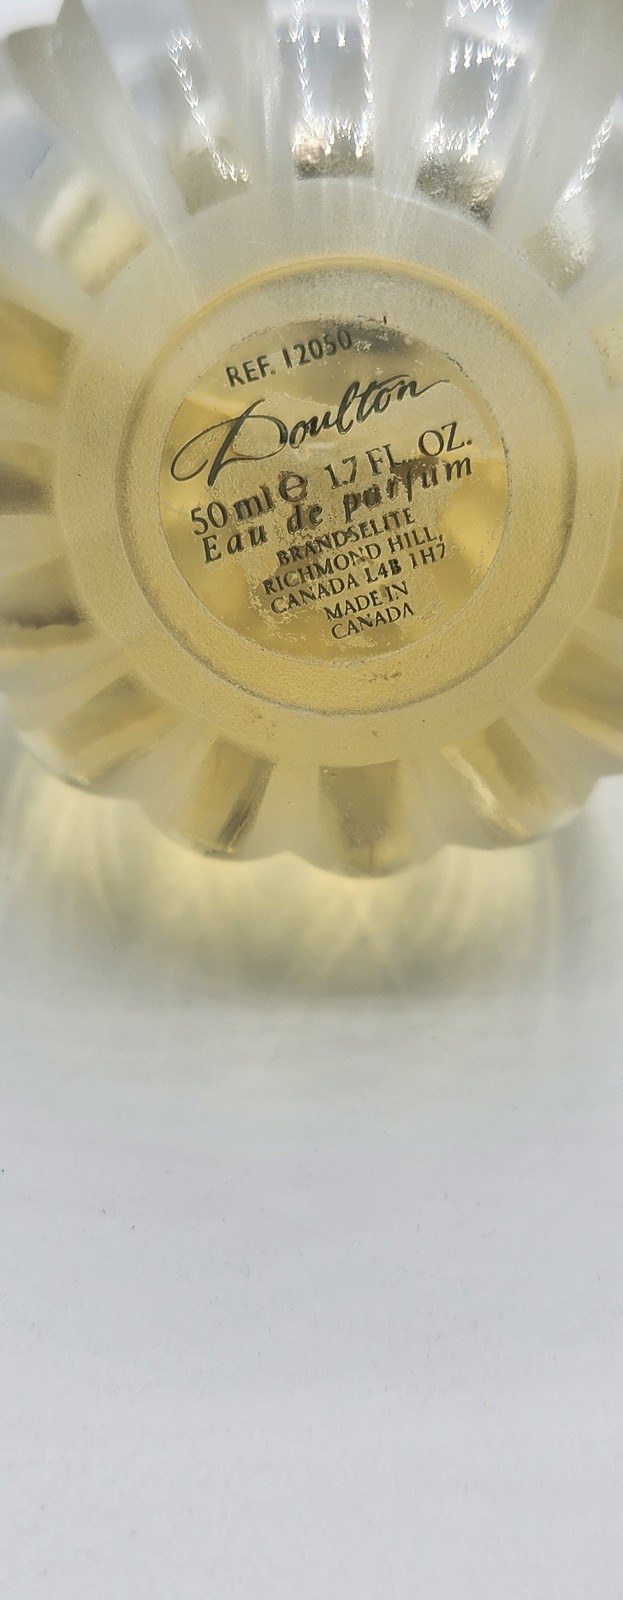 REF. 12050
Doulton
50 ml e 1.7 FL. OZ.
Eau de parfum
BRANDSELITE
RICHMOND HILL,
CANADA L4B 1H7
MADE IN
CANADA